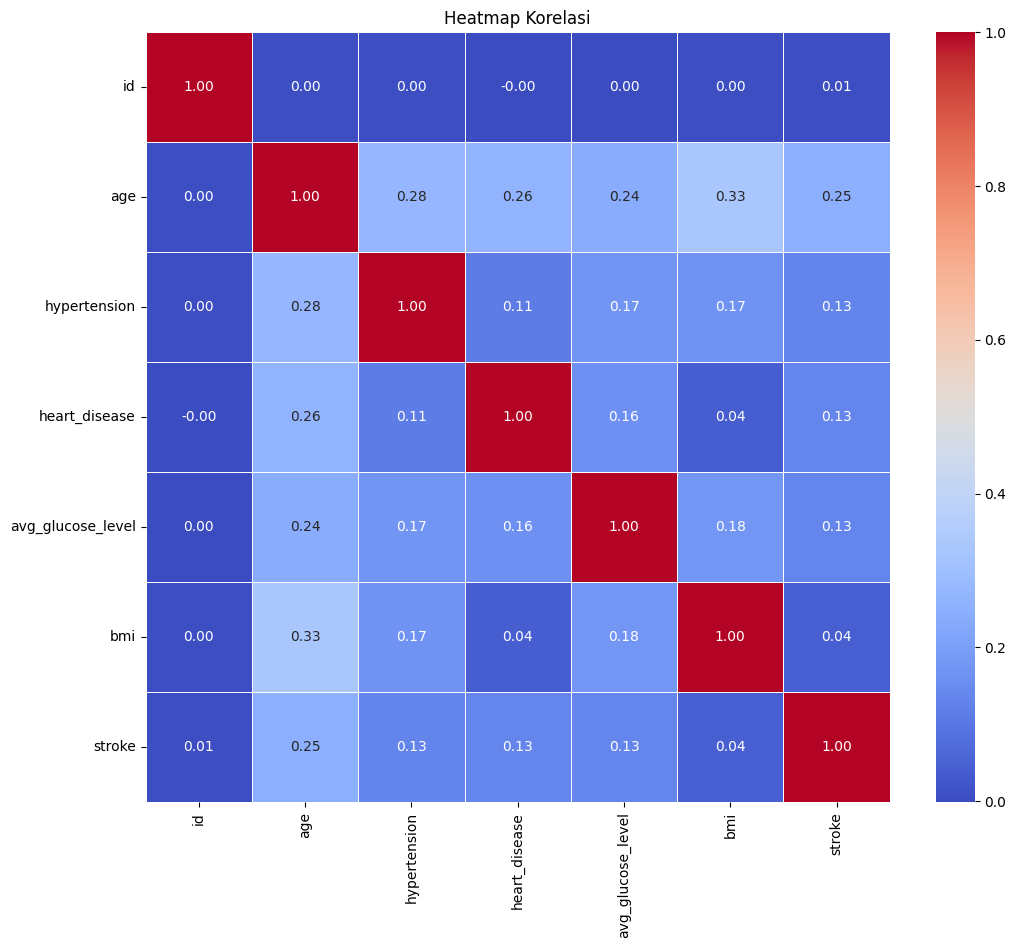 Heatmap Korelasi
id 1.00 0.00 0.00 -0.00 0.00 0.00 0.01
age 0.00 1.00 0.28 0.26 0.24 0.33 0.25
hypertension 0.00 0.28 1.00 0.11 0.17 0.17 0.13
heart_disease -0.00 0.26 0.11 1.00 0.16 0.04 0.13
avg_glucose_level 0.00 0.24 0.17 0.16 1.00 0.18 0.13
bmi 0.00 0.33 0.17 0.04 0.18 1.00 0.04
stroke 0.01 0.25 0.13 0.13 0.13 0.04 1.00
id age hypertension heart_disease avg_glucose_level bmi stroke
1.0
0.8
0.6
0.4
0.2
0.0